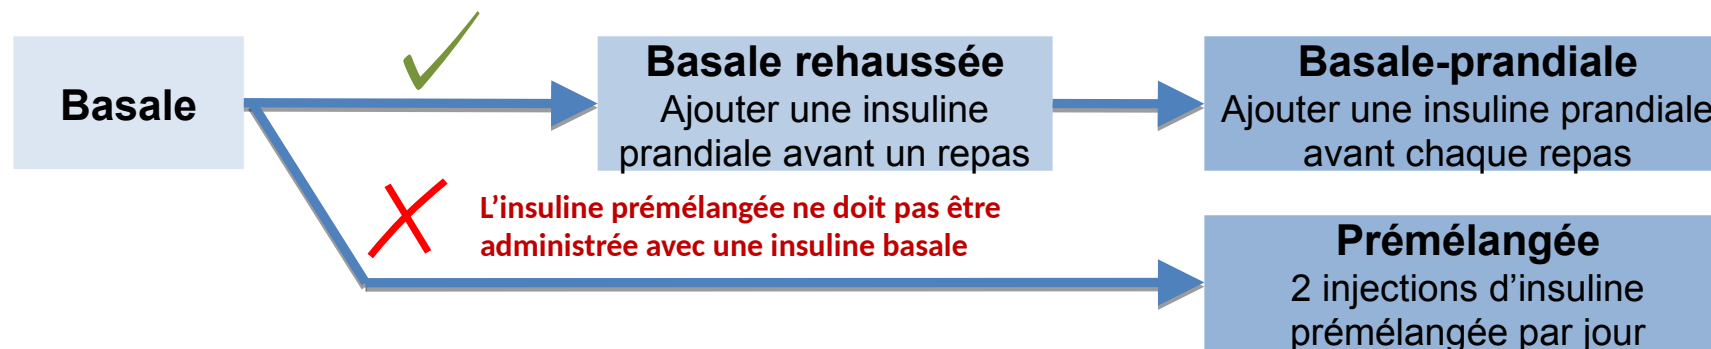 Basale
Basale rehaussée
Ajouter une insuline
prandiale avant un repas
Basale-prandiale
Ajouter une insuline prandiale
avant chaque repas
L’insuline prémélangée ne doit pas être
administrée avec une insuline basale
Prémélangée
2 injections d’insuline
prémélangée par jour